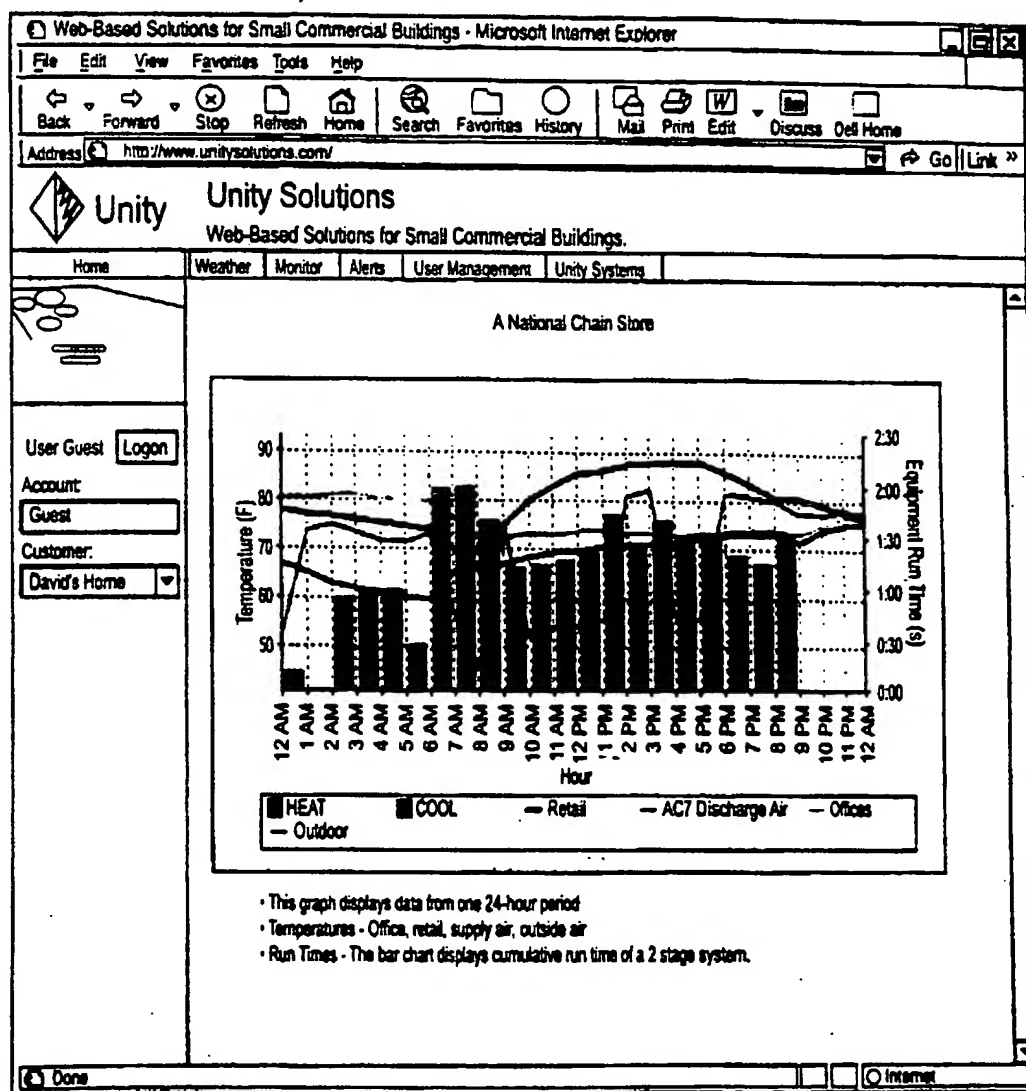 Web-Based Solutions for Small Commercial Buildings - Microsoft Internet Explorer
File Edit View Favorites Tools Help
Back Forward Stop Refresh Home Search Favorites History Mail Print Edit Discuss Dell Home
Address http://www.unitysolutions.com/ Go Link »
Unity
Unity Solutions
Web-Based Solutions for Small Commercial Buildings.
Home Weather Monitor Alerts User Management Unity Systems
A National Chain Store
User Guest Logon
Account:
Guest
Customer:
David's Home
Temperature (F)
90
80
70
60
50
2:30
2:00
1:30
1:00
0:30
0:00
Equipment Run Time (s)
12 AM 1 AM 2 AM 3 AM 4 AM 5 AM 6 AM 7 AM 8 AM 9 AM 10 AM 11 AM 12 PM 1 PM 2 PM 3 PM 4 PM 5 PM 6 PM 7 PM 8 PM 9 PM 10 PM 11 PM 12 AM
Hour
HEAT COOL Retail AC7 Discharge Air Offices
Outdoor
• This graph displays data from one 24-hour period
• Temperatures - Office, retail, supply air, outside air
• Run Times - The bar chart displays cumulative run time of a 2 stage system.
Done Internet